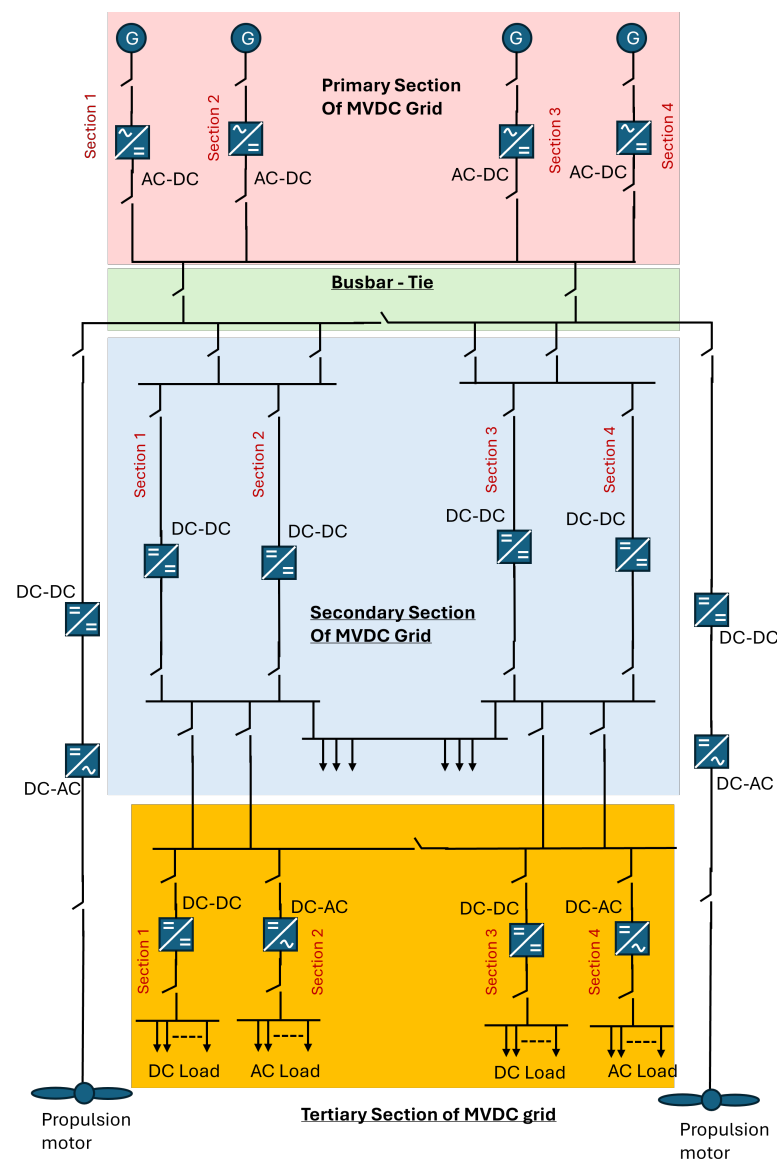 G
G
G
G
Primary Section
Of MVDC Grid
Section 1
Section 2
Section 3
Section 4
AC-DC
AC-DC
AC-DC
AC-DC
Busbar - Tie
Section 1
Section 2
Section 3
Section 4
DC-DC
DC-DC
DC-DC
DC-DC
DC-DC
Secondary Section
Of MVDC Grid
DC-DC
DC-AC
DC-AC
DC-DC
DC-AC
DC-DC
DC-AC
Section 1
Section 2
Section 3
Section 4
DC Load
AC Load
DC Load
AC Load
Tertiary Section of MVDC grid
Propulsion
motor
Propulsion
motor